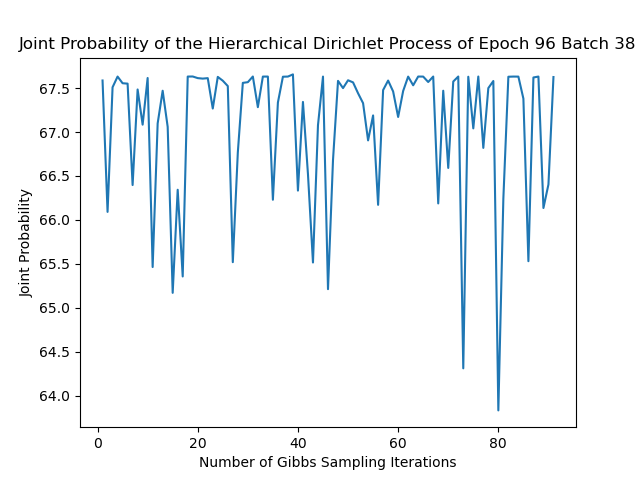 Joint Probability of the Hierarchical Dirichlet Process of Epoch 96 Batch 38
67.5
67.0
66.5
66.0
65.5
65.0
64.5
64.0
Joint Probability
0 20 40 60 80
Number of Gibbs Sampling Iterations